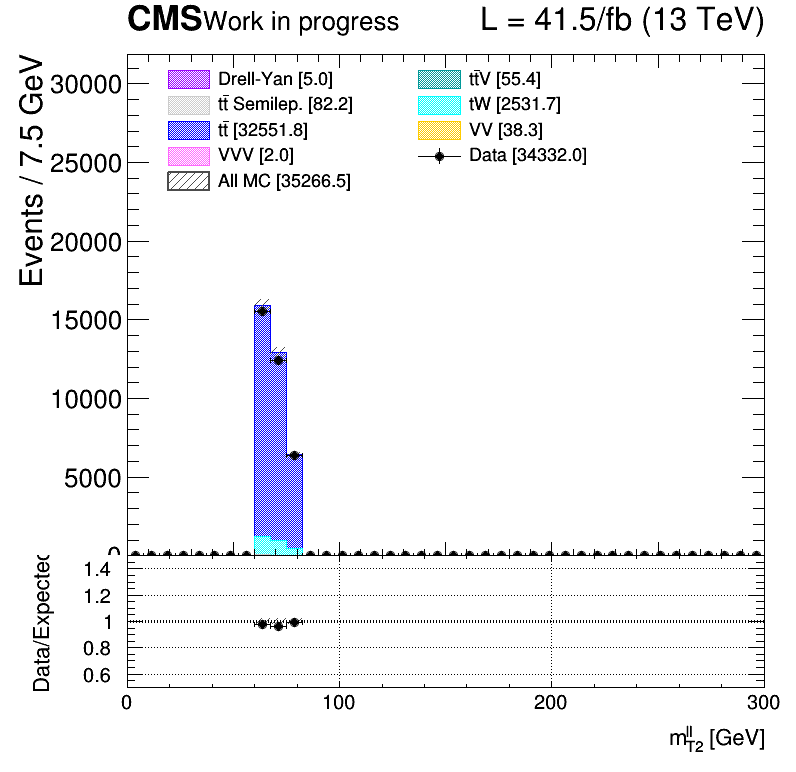 CMS Work in progress L = 41.5/fb (13 TeV)
Events / 7.5 GeV
30000
25000
20000
15000
10000
5000
0
Drell-Yan [5.0]
tt̄ Semilep. [82.2]
tt̄ [32551.8]
VVV [2.0]
All MC [35266.5]
tt̄V [55.4]
tW [2531.7]
VV [38.3]
Data [34332.0]
Data/Expected
1.4
1.2
1
0.8
0.6
0 100 200 300
m_{T2}^{ll} [GeV]